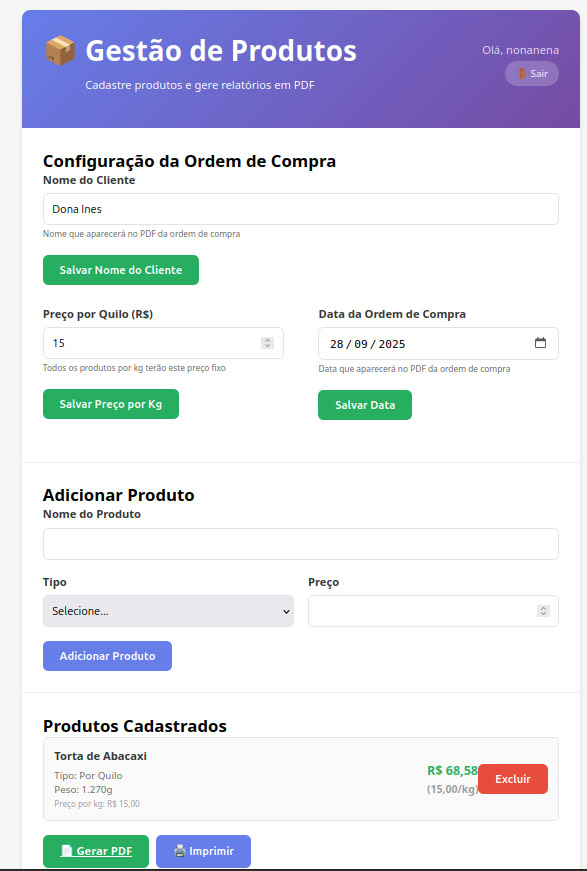 📦 Gestão de Produtos
Cadastre produtos e gere relatórios em PDF
Olá, nonanena
🚪 Sair
Configuração da Ordem de Compra
Nome do Cliente
Dona Ines
Nome que aparecerá no PDF da ordem de compra
Salvar Nome do Cliente
Preço por Quilo (R$)
15
Todos os produtos por kg terão este preço fixo
Salvar Preço por Kg
Data da Ordem de Compra
28/09/2025
Data que aparecerá no PDF da ordem de compra
Salvar Data
Adicionar Produto
Nome do Produto
Tipo
Selecione...
Preço
Adicionar Produto
Produtos Cadastrados
Torta de Abacaxi
Tipo: Por Quilo
Peso: 1.270g
Preço por kg: R$ 15,00
R$ 68,58
(15,00/kg)
Excluir
📄 Gerar PDF
🖨️ Imprimir